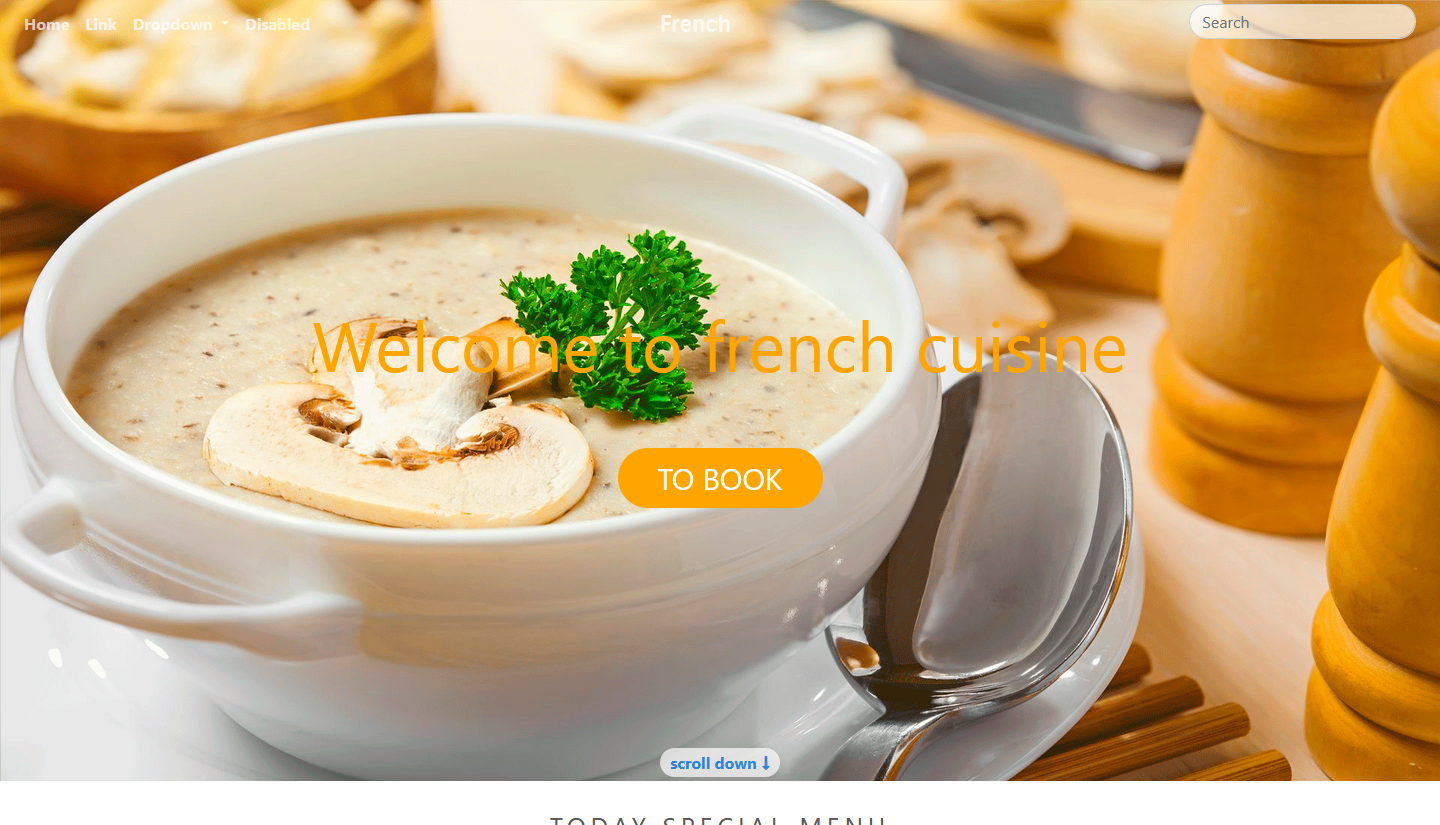 Home Link Dropdown Disabled French Search
Welcome to french cuisine
TO BOOK
scroll down ↓
TODAY SPECIAL MENU